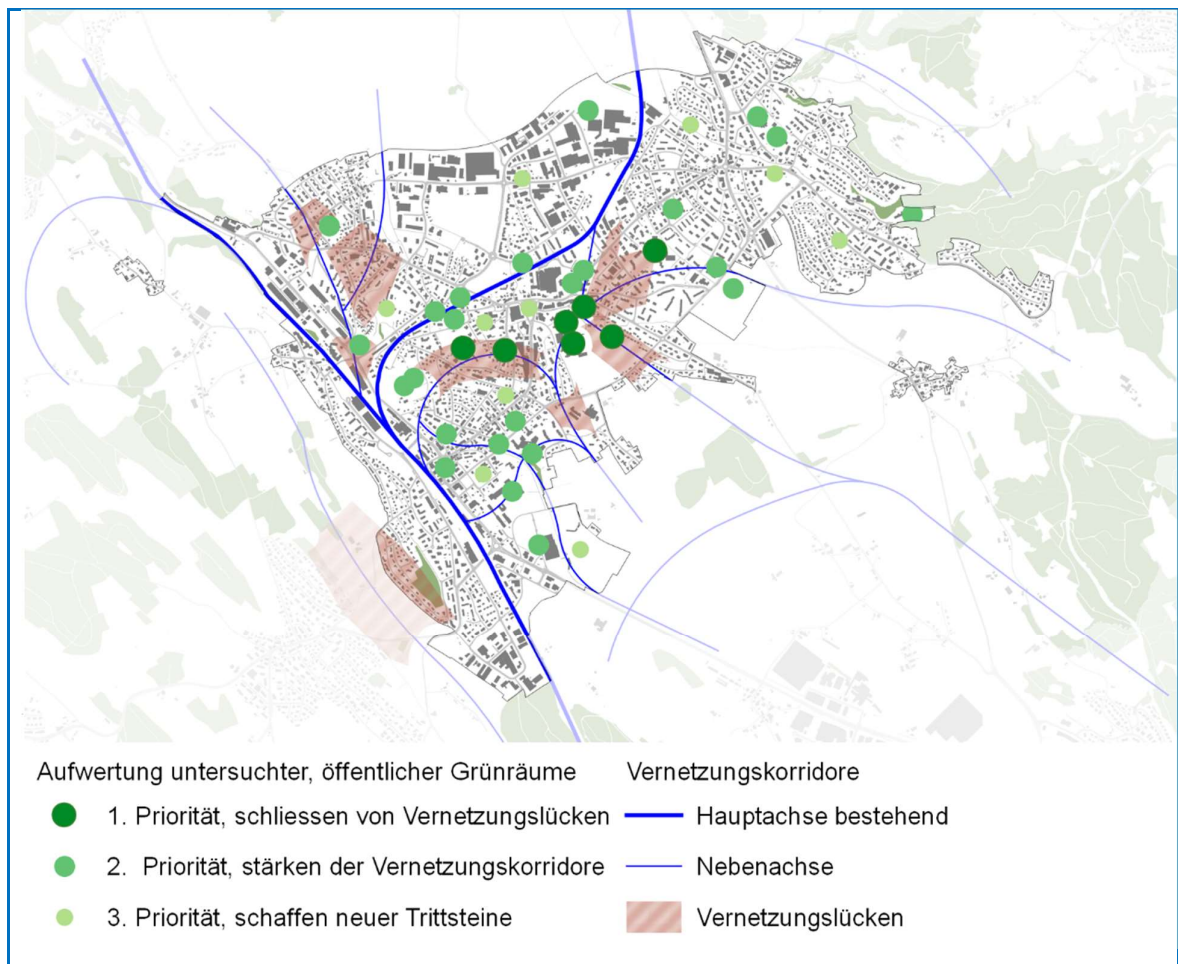 Aufwertung untersuchter, öffentlicher Grünräume
1. Priorität, schliessen von Vernetzungslücken
2. Priorität, stärken der Vernetzungskorridore
3. Priorität, schaffen neuer Trittsteine
Vernetzungskorridore
Hauptachse bestehend
Nebenachse
Vernetzungslücken